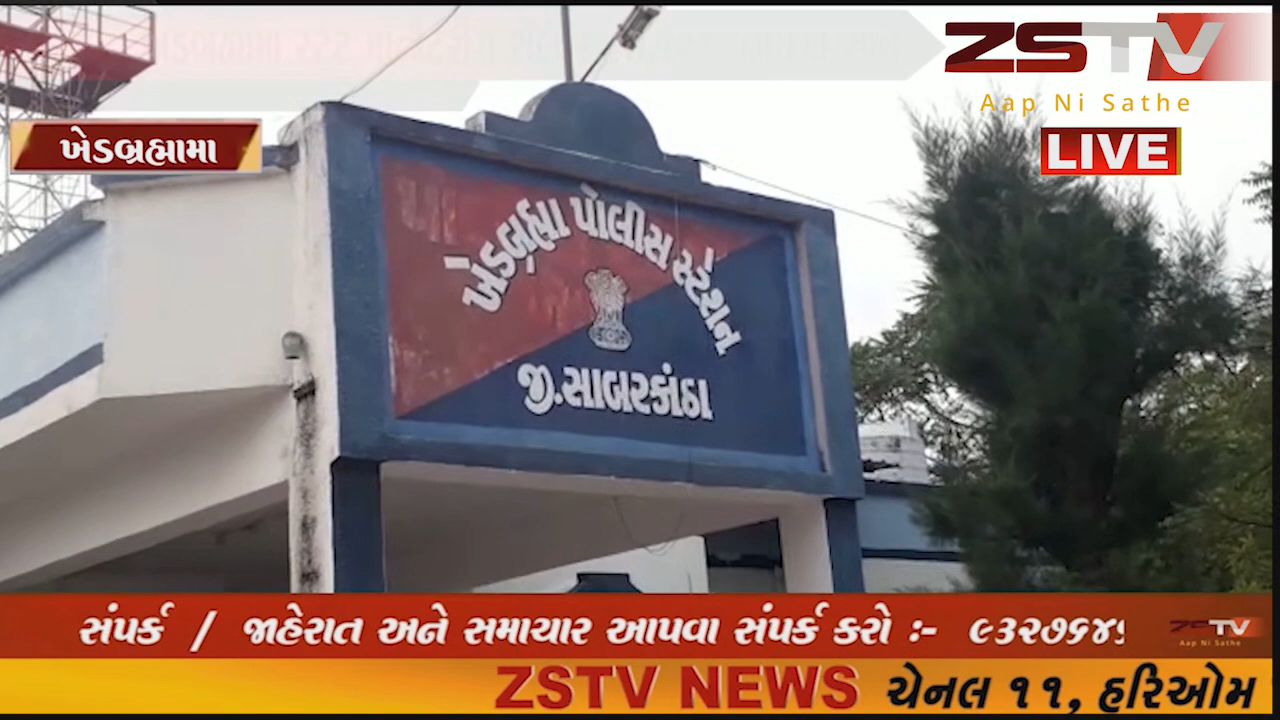 ZSTV
Aap Ni Sathe
LIVE
ખેડબ્રહ્મામા
ખેડબ્રહ્મા પોલીસ સ્ટેશન
જી.સાબરકાંઠા
સંપર્ક / જાહેરાત અને સમાચાર આપવા સંપર્ક કરો :- ૯૩૨૭૬૪
ZSTV
Aap Ni Sathe
ZSTV NEWS ચેનલ ૧૧, હરિઓમ